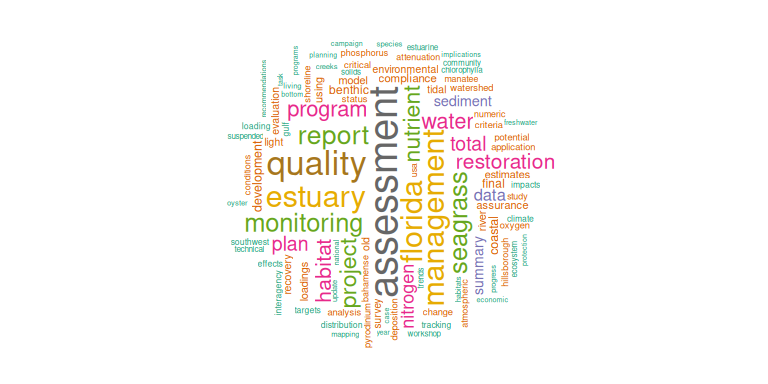 campaign
species
estuarine
planning
phosphorus
attenuation
implications
programs
creeks
critical
environmental
community
recommendations
task
solids
model
compliance
chlorophylla
manatee
living
bottom
shoreline
using
benthic
status
tidal
watershed
evaluation
program
nutrient
sediment
loading
gulf
report
water
numeric
criteria
freshwater
suspended
light
assessment
total
potential
application
quality
restoration
conditions
development
usa
estimates
oyster
estuary
florida
management
seagrass
data
final
impacts
study
assurance
monitoring
river
coastal
climate
oxygen
southwest
technical
plan
habitat
project
national
old
summary
hillsborough
ecosystem
protection
effects
interagency
recovery
loadings
update
bahamense
nitrogen
trends
habitats
atmospheric
progress
economic
targets
analysis
pyrodinium
survey
case
deposition
change
distribution
mapping
year
tracking
workshop